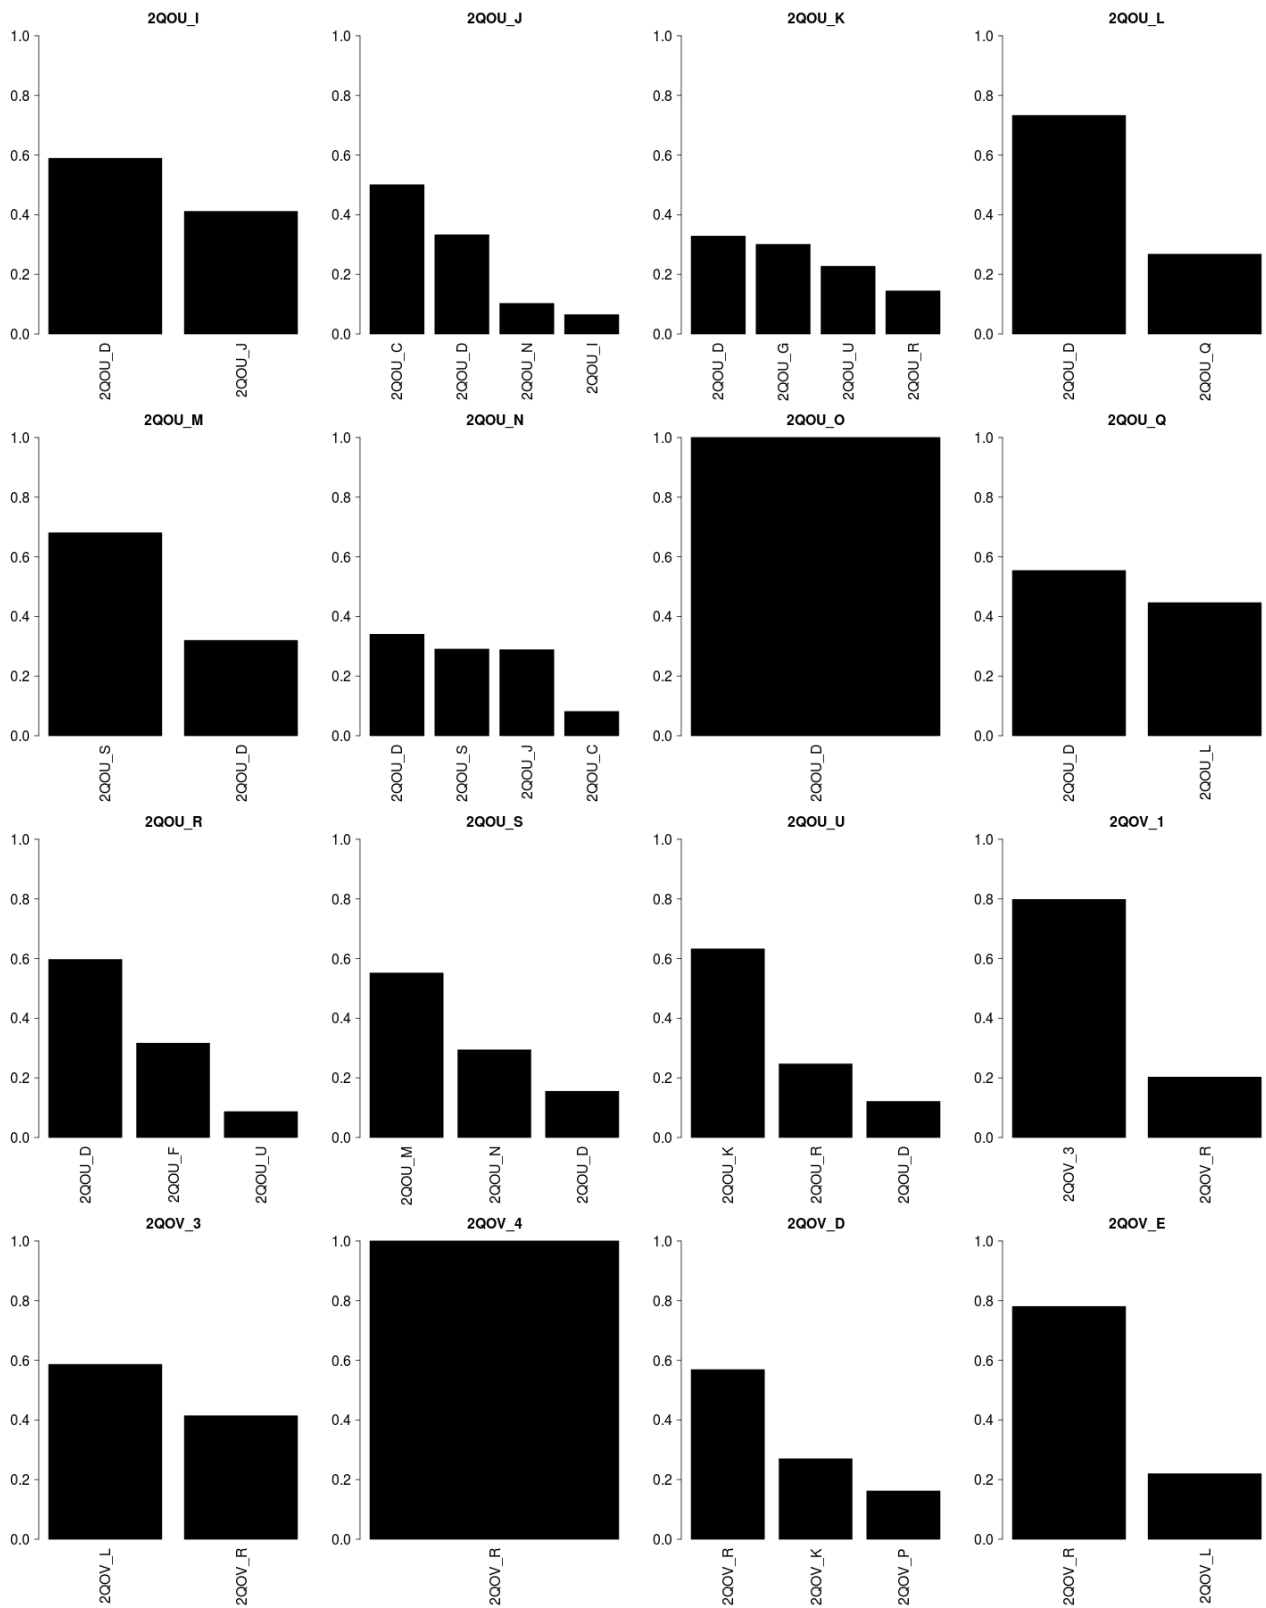 2QOU_I
1.0
0.8
0.6
0.4
0.2
0.0
2QOU_D
2QOU_J
2QOU_J
1.0
0.8
0.6
0.4
0.2
0.0
2QOU_C
2QOU_D
2QOU_N
2QOU_I
2QOU_K
1.0
0.8
0.6
0.4
0.2
0.0
2QOU_D
2QOU_G
2QOU_U
2QOU_R
2QOU_L
1.0
0.8
0.6
0.4
0.2
0.0
2QOU_D
2QOU_Q
2QOU_M
1.0
0.8
0.6
0.4
0.2
0.0
2QOU_S
2QOU_D
2QOU_N
1.0
0.8
0.6
0.4
0.2
0.0
2QOU_D
2QOU_S
2QOU_J
2QOU_C
2QOU_O
1.0
0.8
0.6
0.4
0.2
0.0
2QOU_D
2QOU_Q
1.0
0.8
0.6
0.4
0.2
0.0
2QOU_D
2QOU_L
2QOU_R
1.0
0.8
0.6
0.4
0.2
0.0
2QOU_D
2QOU_F
2QOU_U
2QOU_S
1.0
0.8
0.6
0.4
0.2
0.0
2QOU_M
2QOU_N
2QOU_D
2QOU_U
1.0
0.8
0.6
0.4
0.2
0.0
2QOU_K
2QOU_R
2QOU_D
2QOV_1
1.0
0.8
0.6
0.4
0.2
0.0
2QOV_3
2QOV_R
2QOV_3
1.0
0.8
0.6
0.4
0.2
0.0
2QOV_L
2QOV_R
2QOV_4
1.0
0.8
0.6
0.4
0.2
0.0
2QOV_R
2QOV_D
1.0
0.8
0.6
0.4
0.2
0.0
2QOV_R
2QOV_K
2QOV_P
2QOV_E
1.0
0.8
0.6
0.4
0.2
0.0
2QOV_R
2QOV_L